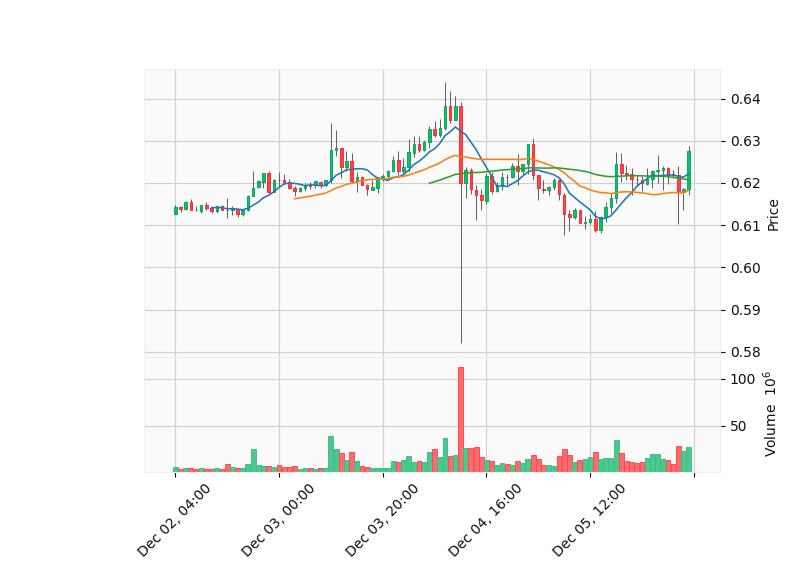 0.64
0.63
0.62
0.61
0.60
0.59
0.58
Price
100
50
Volume 10^6
Dec 02, 04:00
Dec 03, 00:00
Dec 03, 20:00
Dec 04, 16:00
Dec 05, 12:00